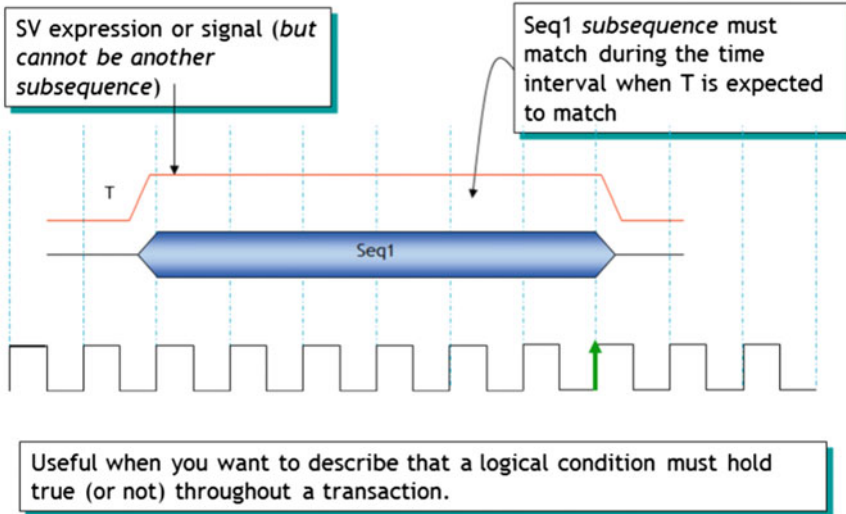 SV expression or signal (but
cannot be another
subsequence)
Seq1 subsequence must
match during the time
interval when T is expected
to match
T
Seq1
Useful when you want to describe that a logical condition must hold
true (or not) throughout a transaction.